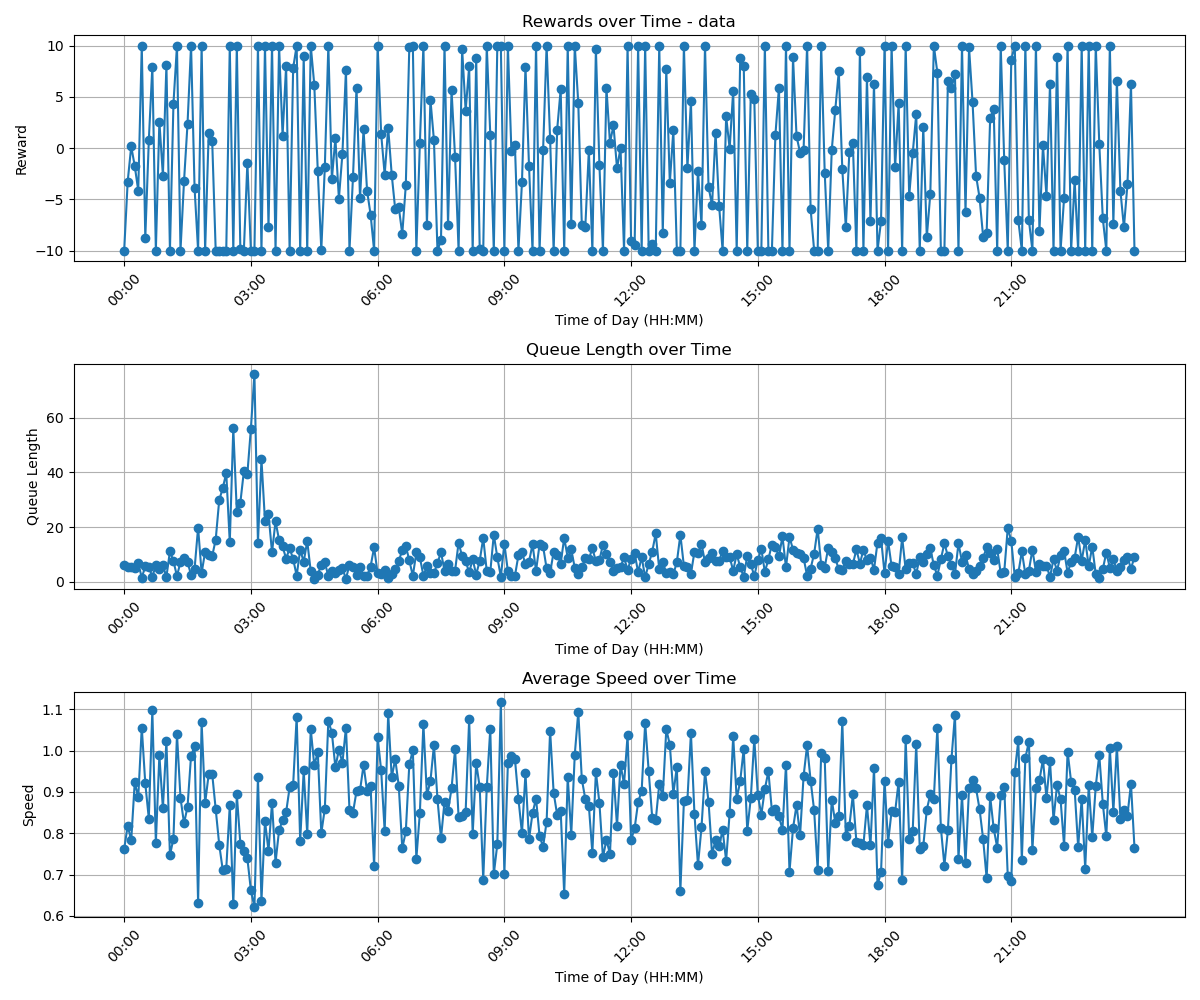 Rewards over Time - data
Reward
10
5
0
−5
−10
00:00 03:00 06:00 09:00 12:00 15:00 18:00 21:00
Time of Day (HH:MM)
Queue Length over Time
Queue Length
60
40
20
0
00:00 03:00 06:00 09:00 12:00 15:00 18:00 21:00
Time of Day (HH:MM)
Average Speed over Time
Speed
1.1
1.0
0.9
0.8
0.7
0.6
00:00 03:00 06:00 09:00 12:00 15:00 18:00 21:00
Time of Day (HH:MM)